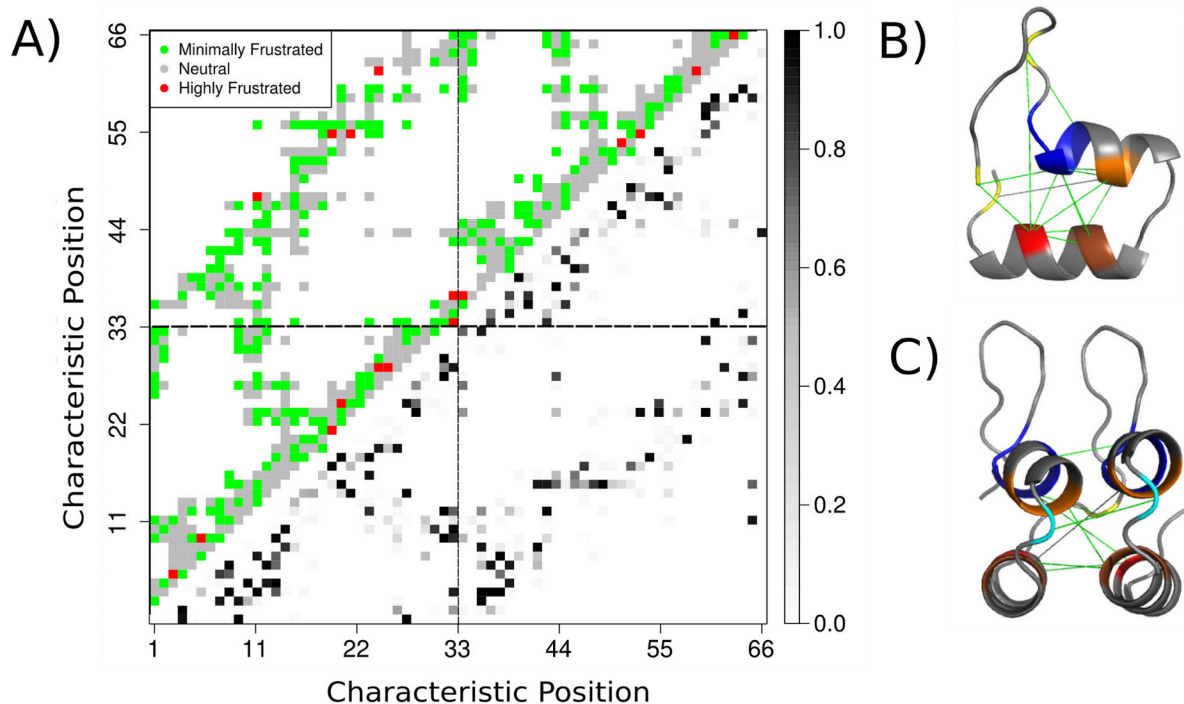 A)
Minimally Frustrated
Neutral
Highly Frustrated
66
55
44
33
22
11
Characteristic Position
1
11
22
33
44
55
66
Characteristic Position
1.0
0.8
0.6
0.4
0.2
0.0
B)
C)